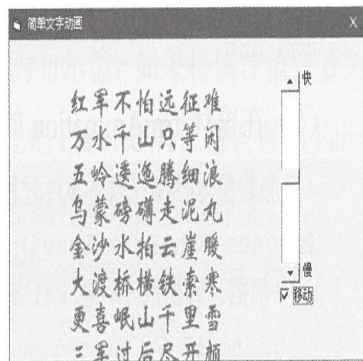 简单文字动画
快
红军不怕远征难
万水千山只等闲
五岭逶迤腾细浪
乌蒙磅礴走泥丸
金沙水拍云崖暖
大渡桥横铁索寒
更喜岷山千里雪
三军过后尽开颜
慢
移动